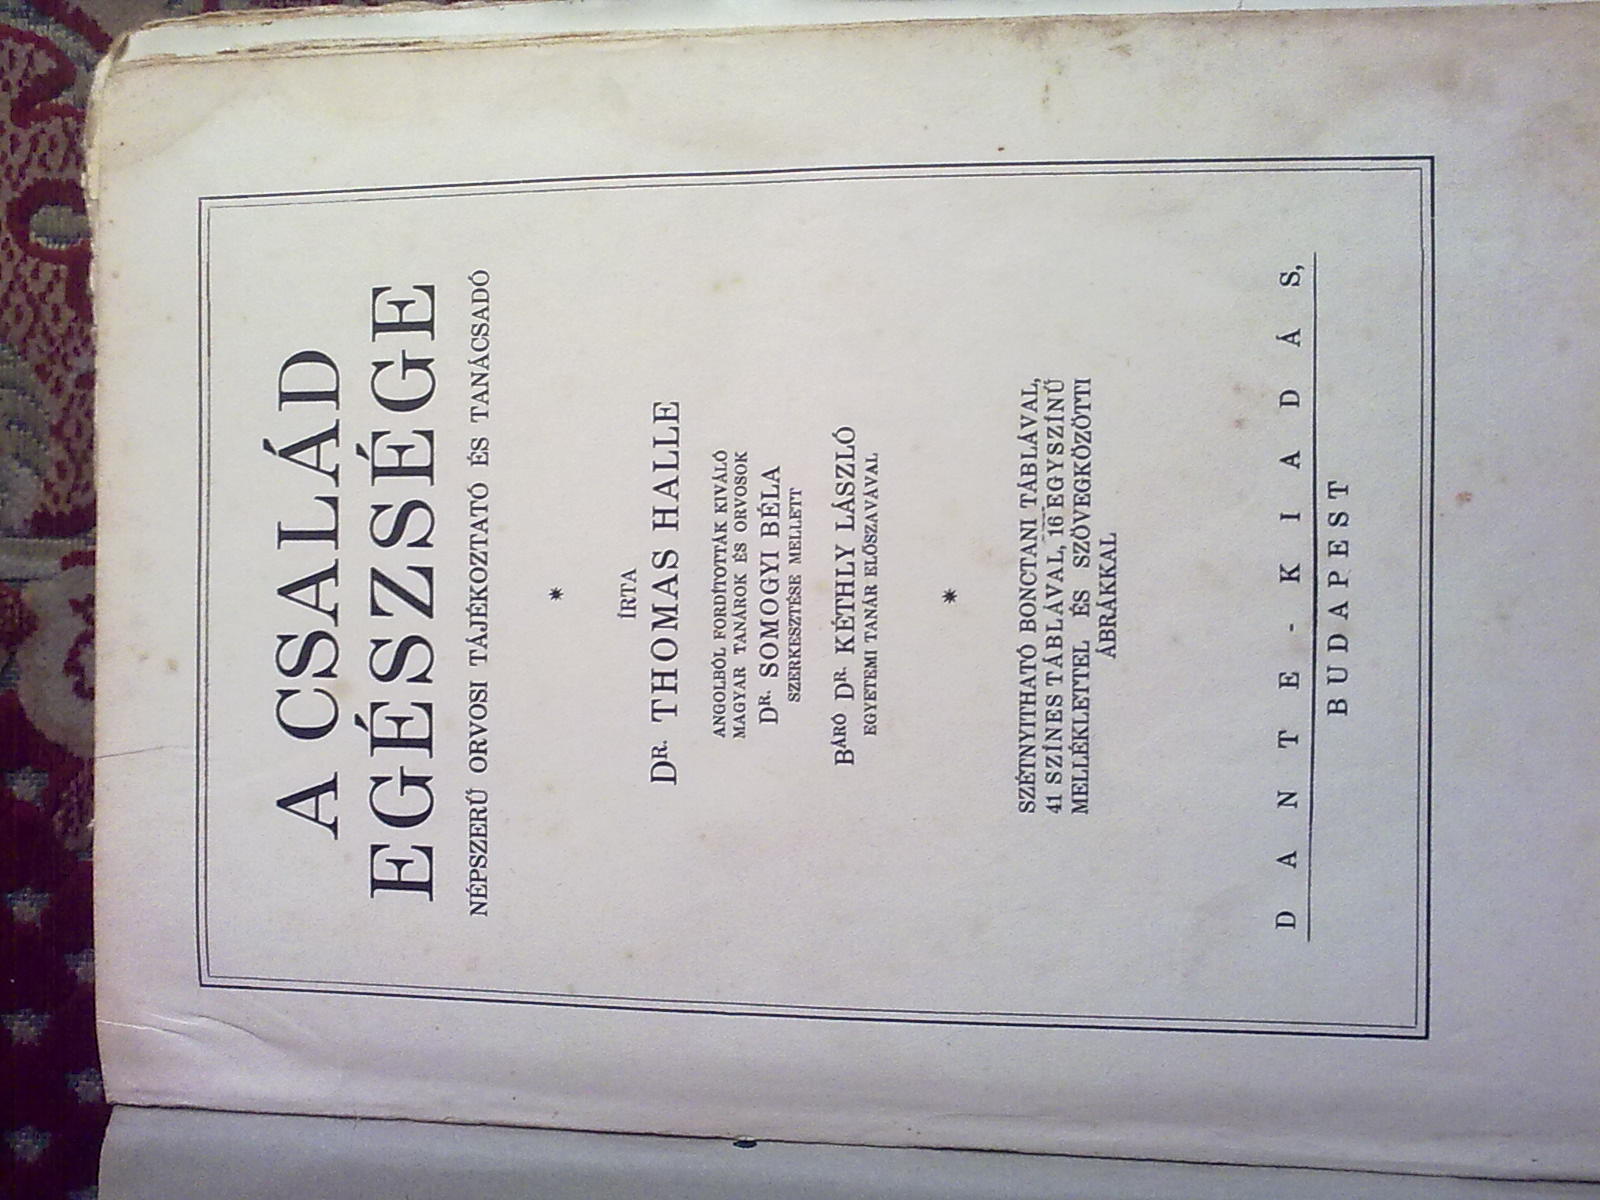 A CSALÁD
EGÉSZSÉGE
NÉPSZERŰ ORVOSI TÁJÉKOZTATÓ ÉS TANÁCSADÓ
*
ÍRTA
DR. THOMAS HALLE
ANGOLBÓL FORDÍTOTTÁK KIVÁLÓ
MAGYAR TANÁROK ÉS ORVOSOK
DR. SOMOGYI BÉLA
SZERKESZTÉSE MELLETT
BÁRÓ DR. KÉTHLY LÁSZLÓ
EGYETEMI TANÁR ELŐSZAVÁVAL
*
SZÉTNYITHATÓ BONCTANI TÁBLÁVAL,
41 SZÍNES TÁBLÁVAL, 16 EGYSZÍNŰ
MELLÉKLETTEL ÉS SZÖVEGKÖZÖTTI
ÁBRÁKKAL
DANTE-KIADÁS,
BUDAPEST